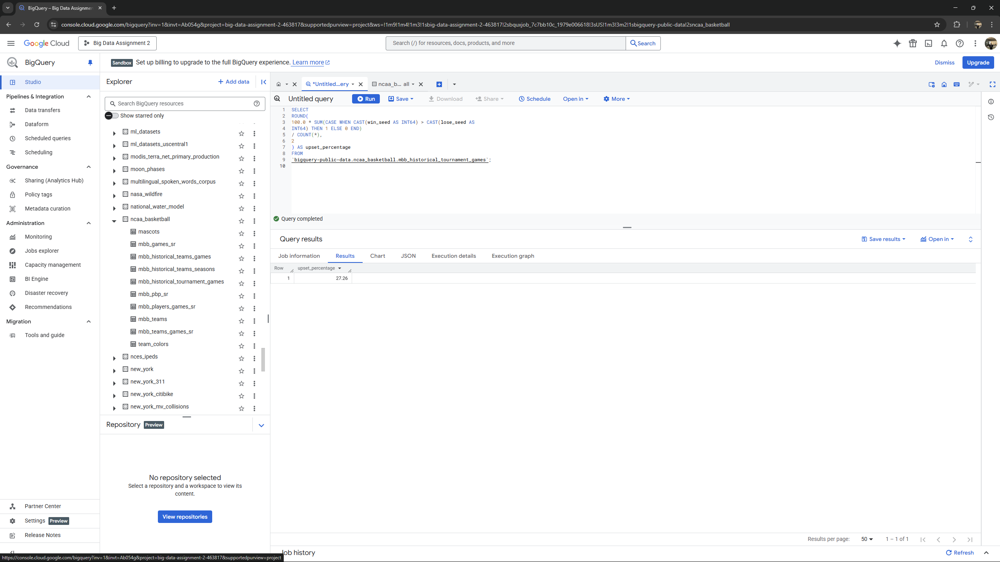 BigQuery – Big Data Assignmen
console.cloud.google.com/bigquery?inv=1&invt=Ab054g&project=big-data-assignment-2-463817&supportedpurview=project&ws=!1m9!1m4!1m3!1sbig-data-assignment-2-463817!2sbquxjob_7c7bb10c_1979e006618!3sUS!1m3!3m2!1sbigquery-public-data!2sncaa_basketball
Google Cloud
Big Data Assignment 2
Search (/) for resources, docs, products, and more
Search
BigQuery
Sandbox Set up billing to upgrade to the full BigQuery experience. Learn more
Dismiss
Upgrade
Studio
Pipelines & Integration
Data transfers
Dataform
Scheduled queries
Scheduling
Governance
Sharing (Analytics Hub)
Policy tags
Metadata curation
Administration
Monitoring
Jobs explorer
Capacity management
BI Engine
Disaster recovery
Recommendations
Migration
Tools and guide
Partner Center
Settings Preview
Release Notes
Explorer
+ Add data
Search BigQuery resources
Show starred only
ml_datasets
ml_datasets_uscentral1
modis_terra_net_primary_production
moon_phases
multilingual_spoken_words_corpus
nasa_wildfire
national_water_model
ncaa_basketball
mascots
mbb_games_sr
mbb_historical_teams_games
mbb_historical_teams_seasons
mbb_historical_tournament_games
mbb_pbp_sr
mbb_players_games_sr
mbb_teams
mbb_teams_games_sr
team_colors
nces_ipeds
new_york
new_york_311
new_york_citibike
new_york_mv_collisions
Repository Preview
No repository selected
Select a repository and a workspace to view its
content.
View repositories
*Untitled...ery
ncaa_b... all
Untitled query
Run
Save
Download
Share
Schedule
Open in
More
1 SELECT
2 ROUND(
3 100.0 * SUM(CASE WHEN CAST(win_seed AS INT64) > CAST(lose_seed AS
4 INT64) THEN 1 ELSE 0 END)
5 / COUNT(*),
6 2
7 ) AS upset_percentage
8 FROM
9 `bigquery-public-data.ncaa_basketball.mbb_historical_tournament_games`;
10
Query completed
Query results
Save results
Open in
Job information
Results
Chart
JSON
Execution details
Execution graph
Row upset_percentage
1 27.26
Results per page: 50 1 – 1 of 1
Job history
Refresh
https://console.cloud.google.com/bigquery?inv=1&invt=Ab054g&project=big-data-assignment-2-463817&supportedpurview=project